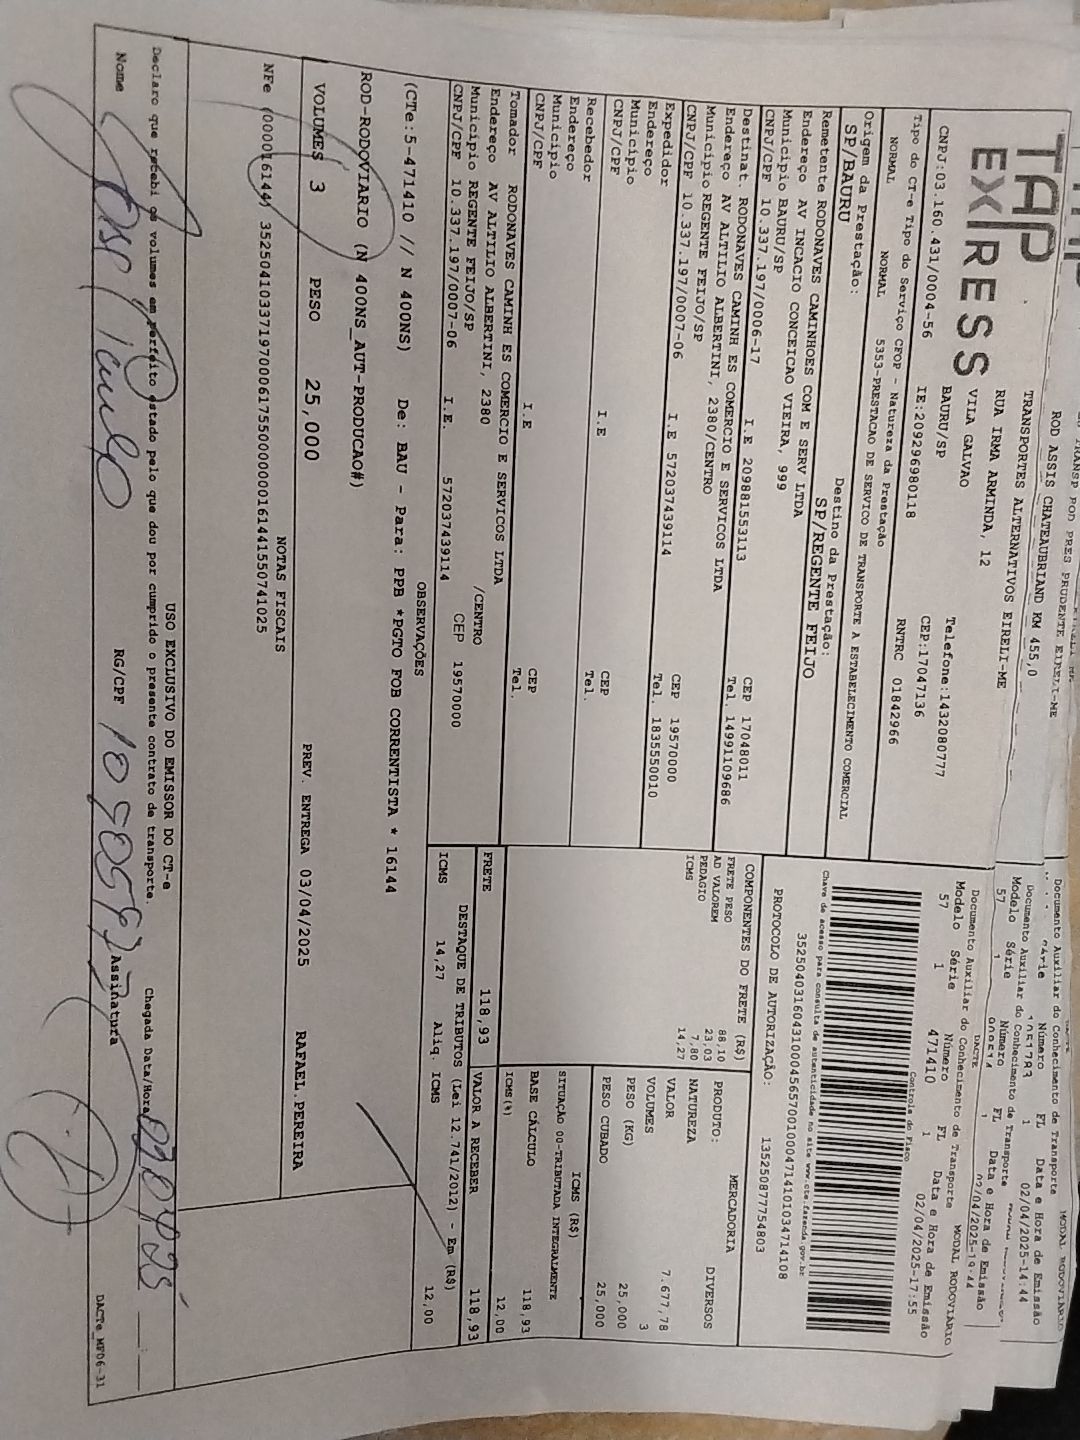 ROD ASSIS CHATEAUBRIAND KM 455,0
TAP
EXPRESS
TRANSPORTES ALTERNATIVOS EIRELI-ME
RUA IRMA ARMINDA, 12
VILA GALVAO
BAURU/SP
Telefone:1432080777
CNPJ:03.160.431/0004-56 IE:209296980118 CEP:17047136
Documento Auxiliar do Conhecimento de Transporte MODAL RODOVIÁRIO
Modelo Série Número FL Data e Hora de Emissão
57 1 471410 1 02/04/2025-17:55
Controle do Fisco
Tipo do CT-e Tipo do Serviço CFOP - Natureza da Prestação RNTRC 01842966
NORMAL NORMAL 5353-PRESTACAO DE SERVICO DE TRANSPORTE A ESTABELECIMENTO COMERCIAL
Chave de acesso para consulta de autenticidade no site www.cte.fazenda.gov.br
PROTOCOLO DE AUTORIZAÇÃO: 135250877754803
Origem da Prestação: Destino da Prestação:
SP/BAURU SP/REGENTE FEIJO
Remetente RODONAVES CAMINHOES COM E SERV LTDA
Endereço AV INCACIO CONCEICAO VIEIRA, 999
Município BAURU/SP CEP 17048011
CNPJ/CPF 10.337.197/0006-17 I.E 209881553113 Tel. 14991109686
Destinat. RODONAVES CAMINH ES COMERCIO E SERVICOS LTDA
Endereço AV ALTILIO ALBERTINI, 2380/CENTRO
Município REGENTE FEIJO/SP CEP 19570000
CNPJ/CPF 10.337.197/0007-06 I.E 572037439114 Tel. 1835550010
Expedidor
Endereço
Município CEP
CNPJ/CPF I.E Tel.
Recebedor
Endereço
Município CEP
CNPJ/CPF I.E Tel.
Tomador RODONAVES CAMINH ES COMERCIO E SERVICOS LTDA
Endereço AV ALTILIO ALBERTINI, 2380 /CENTRO
Município REGENTE FEIJO/SP CEP 19570000
CNPJ/CPF 10.337.197/0007-06 I.E. 572037439114
COMPONENTES DO FRETE (R$)
FRETE PESO 88,10
AD VALOREM 23,03
PEDAGIO 7,80
ICMS 14,27
MERCADORIA
PRODUTO: DIVERSOS
NATUREZA
VALOR 7.677,78
VOLUMES 3
PESO (KG) 25,000
PESO CUBADO 25,000
ICMS (R$)
SITUAÇÃO 00-TRIBUTADA INTEGRALMENTE
BASE CÁLCULO 118,93
ICMS(%) 12,00
FRETE 118,93 VALOR A RECEBER 118,93
DESTAQUE DE TRIBUTOS (Lei 12.741/2012) - Em (R$)
ICMS 14,27 Aliq. ICMS 12,00
OBSERVAÇÕES
(CTe:5-471410 // N 400NS) De: BAU - Para: PPB *PGTO FOB CORRENTISTA * 16144
ROD-RODOVIARIO (N 400NS_AUT-PRODUCAO#)
VOLUMES 3 PESO 25,000 PREV. ENTREGA 03/04/2025 RAFAEL.PEREIRA
NOTAS FISCAIS
USO EXCLUSIVO DO EMISSOR DO CT-e
Declaro que recebi os volumes em perfeito estado pelo que dou por cumprido o presente contrato de transporte. Chegada Data/Hora
Nome RG/CPF Assinatura
DACTe_MF06-31